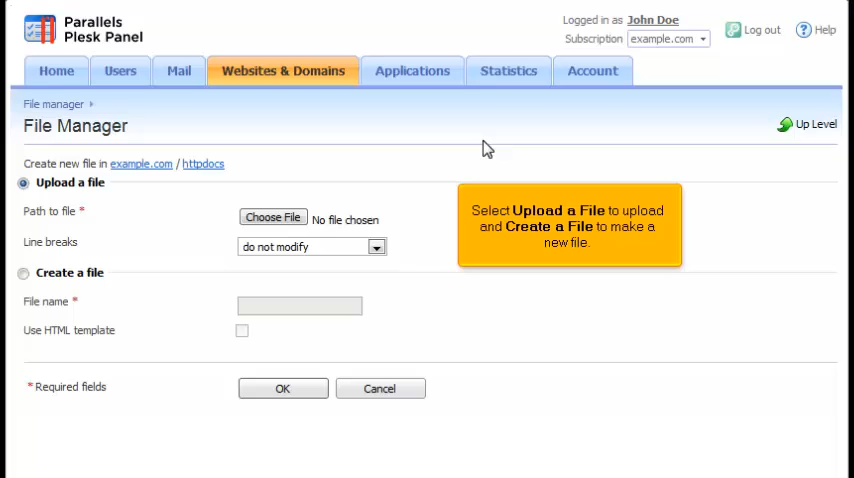 Parallels
Plesk Panel
Logged in as John Doe
Subscription example.com
Log out
Help
Home
Users
Mail
Websites & Domains
Applications
Statistics
Account
File manager
File Manager
Up Level
Create new file in example.com / httpdocs
Upload a file
Path to file *
Choose File No file chosen
Line breaks
do not modify
Select Upload a File to upload
and Create a File to make a
new file.
Create a file
File name *
Use HTML template
* Required fields
OK
Cancel